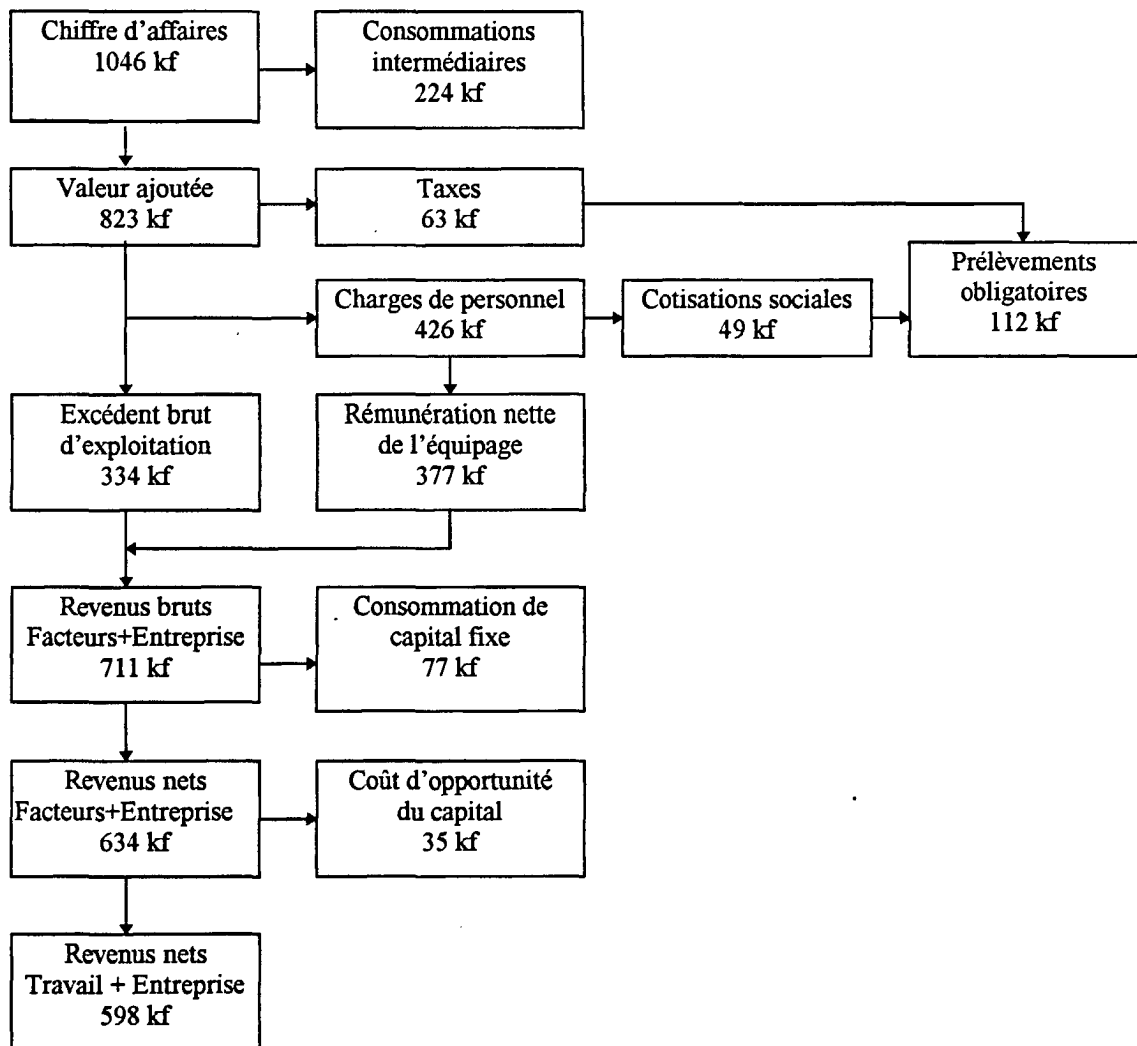 Chiffre d'affaires
1046 kf
Consommations
intermédiaires
224 kf
Valeur ajoutée
823 kf
Taxes
63 kf
Prélèvements
obligatoires
112 kf
Charges de personnel
426 kf
Cotisations sociales
49 kf
Excédent brut
d'exploitation
334 kf
Rémunération nette
de l'équipage
377 kf
Revenus bruts
Facteurs+Entreprise
711 kf
Consommation de
capital fixe
77 kf
Revenus nets
Facteurs+Entreprise
634 kf
Coût d'opportunité
du capital
35 kf
Revenus nets
Travail + Entreprise
598 kf